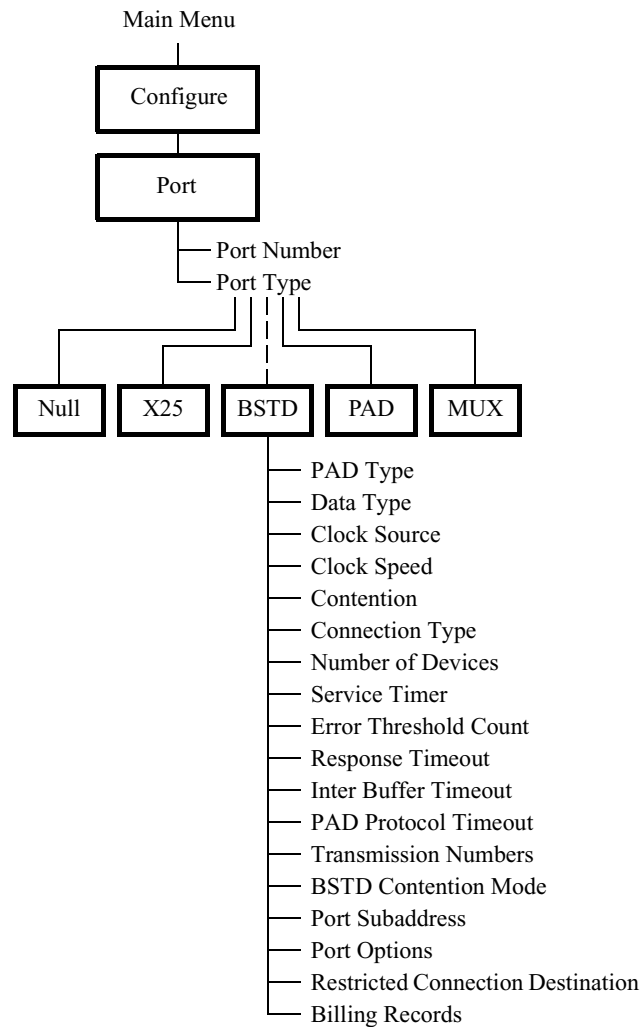 Main Menu
Configure
Port
Port Number
Port Type
Null
X25
BSTD
PAD
MUX
PAD Type
Data Type
Clock Source
Clock Speed
Contention
Connection Type
Number of Devices
Service Timer
Error Threshold Count
Response Timeout
Inter Buffer Timeout
PAD Protocol Timeout
Transmission Numbers
BSTD Contention Mode
Port Subaddress
Port Options
Restricted Connection Destination
Billing Records